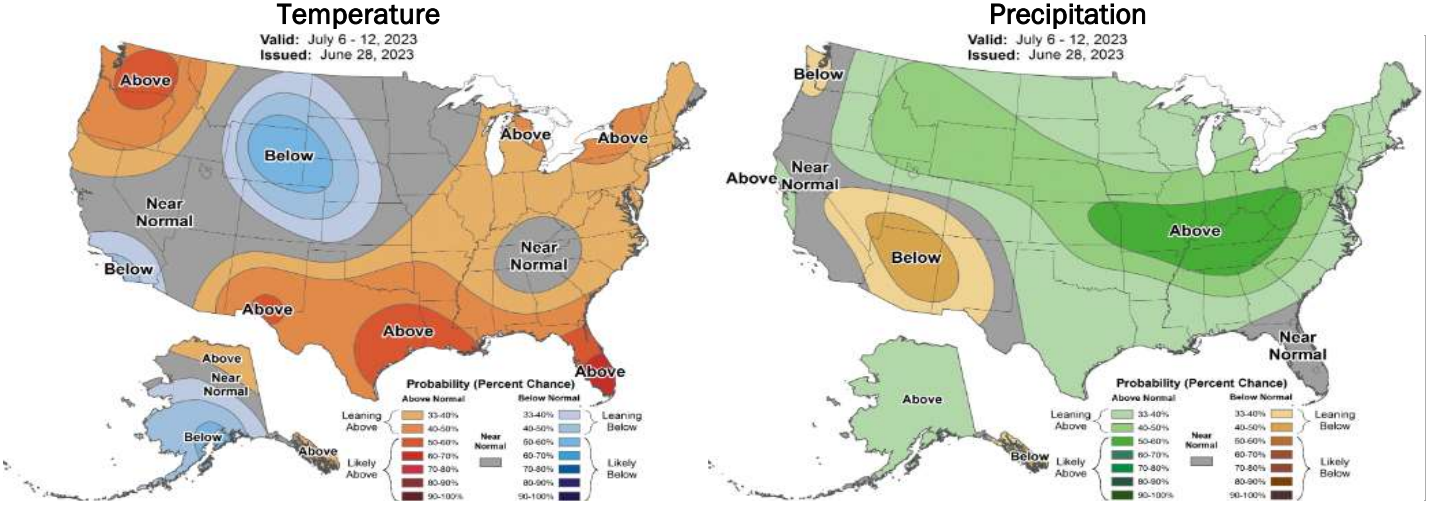 Temperature
Valid: July 6 - 12, 2023
Issued: June 28, 2023
Above
Below
Above
Above
Near
Normal
Near
Normal
Below
Above
Above
Above
Above
Near
Normal
Below
Above
Probability (Percent Chance)
Above Normal
Below Normal
Leaning
Above
33-40%
33-40%
Leaning
Below
40-50%
40-50%
50-60%
Near
Normal
50-60%
Likely
Above
60-70%
60-70%
Likely
Below
70-80%
70-80%
80-90%
80-90%
90-100%
90-100%
Precipitation
Valid: July 6 - 12, 2023
Issued: June 28, 2023
Below
Above
Near
Normal
Above
Below
Near
Normal
Above
Below
Probability (Percent Chance)
Above Normal
Below Normal
Leaning
Above
33-40%
33-40%
Leaning
Below
40-50%
40-50%
50-60%
Near
Normal
50-60%
Likely
Above
60-70%
60-70%
Likely
Below
70-80%
70-80%
80-90%
80-90%
90-100%
90-100%